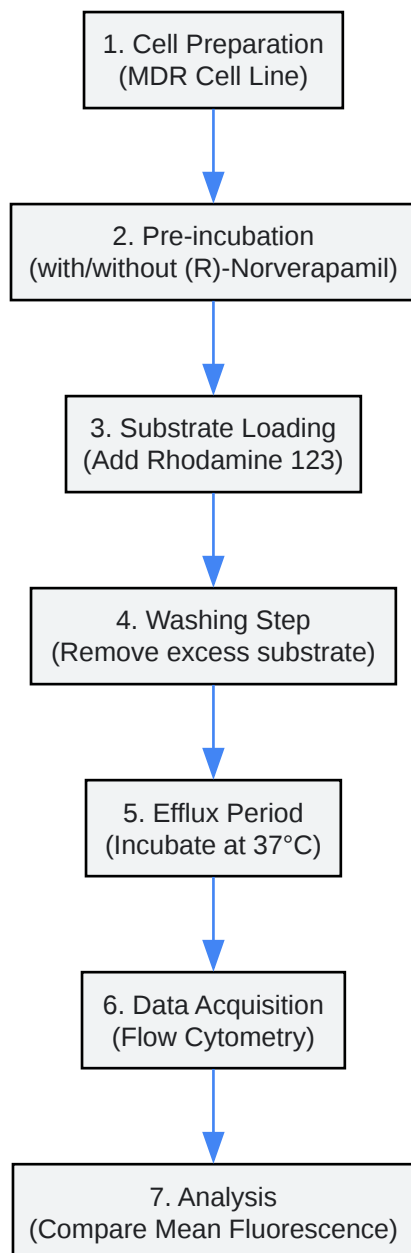 1. Cell Preparation
(MDR Cell Line)
2. Pre-incubation
(with/without (R)-Norverapamil)
3. Substrate Loading
(Add Rhodamine 123)
4. Washing Step
(Remove excess substrate)
5. Efflux Period
(Incubate at 37°C)
6. Data Acquisition
(Flow Cytometry)
7. Analysis
(Compare Mean Fluorescence)